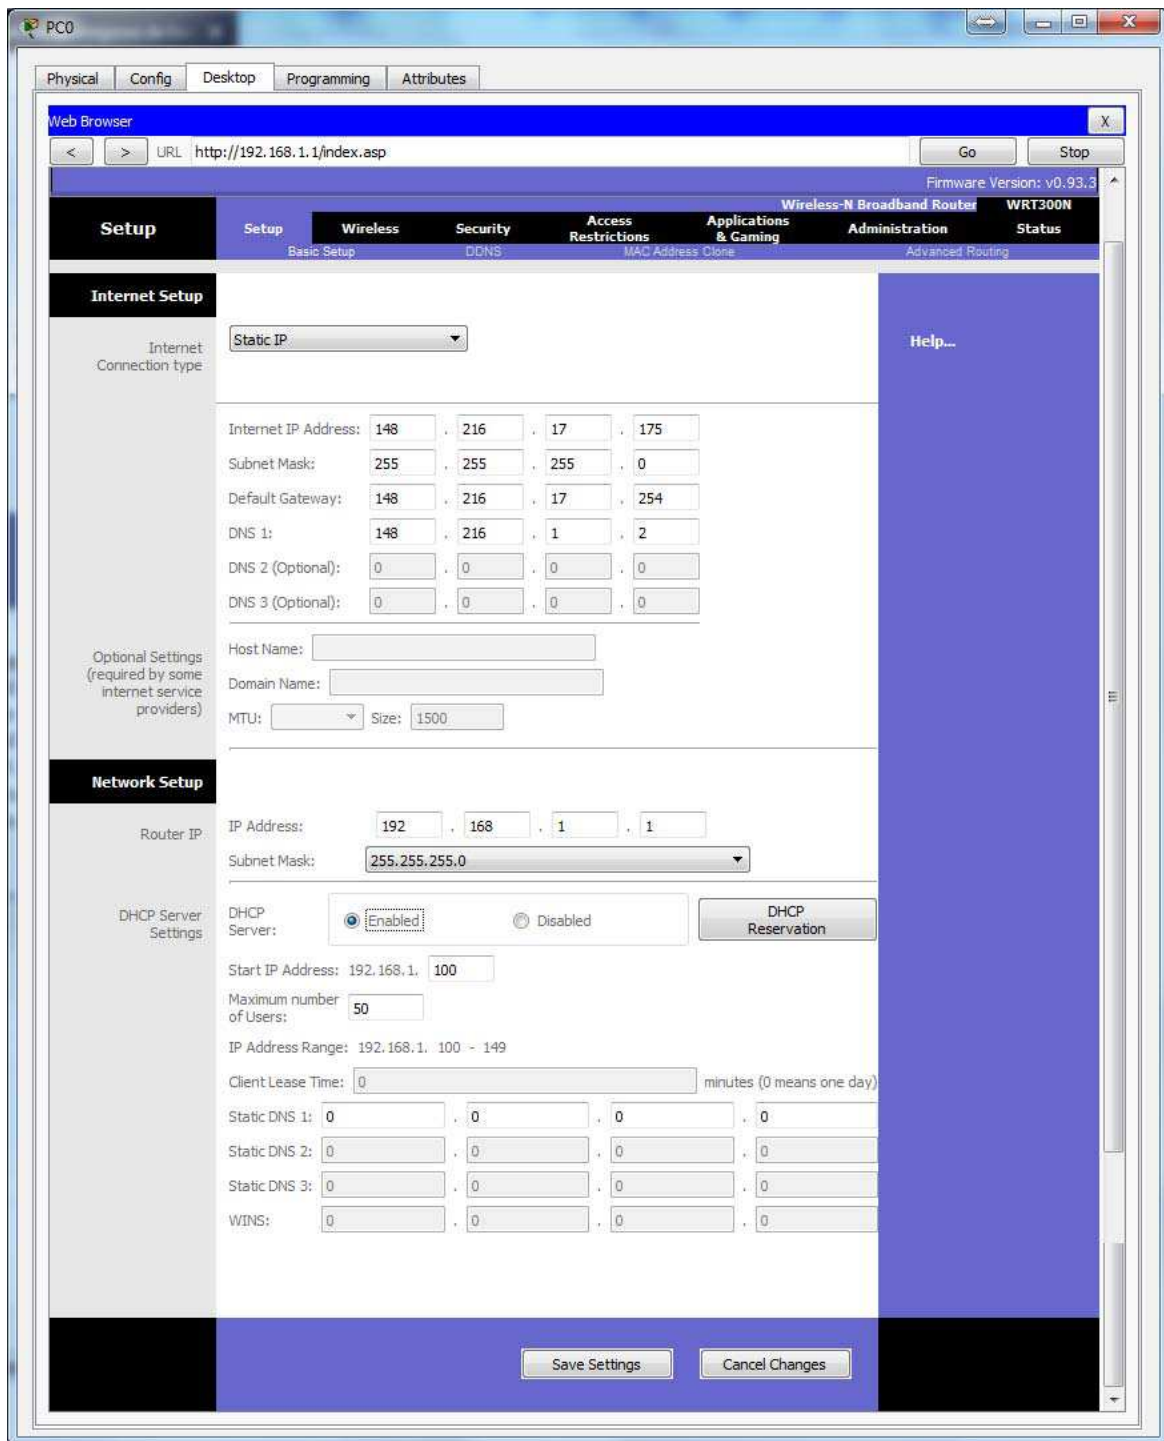 PC0
X
Physical Config Desktop Programming Attributes
Web Browser X
< > URL http://192.168.1.1/index.asp Go Stop
Firmware Version: v0.93.3
Wireless-N Broadband Router WRT300N
Setup Setup Wireless Security Access Restrictions Applications & Gaming Administration Status
Basic Setup DDNS MAC Address Clone Advanced Routing
Internet Setup
Internet
Connection type
Static IP
Help...
Internet IP Address: 148 . 216 . 17 . 175
Subnet Mask: 255 . 255 . 255 . 0
Default Gateway: 148 . 216 . 17 . 254
DNS 1: 148 . 216 . 1 . 2
DNS 2 (Optional): 0 . 0 . 0 . 0
DNS 3 (Optional): 0 . 0 . 0 . 0
Optional Settings
(required by some
internet service
providers)
Host Name:
Domain Name:
MTU: Size: 1500
Network Setup
Router IP
IP Address: 192 . 168 . 1 . 1
Subnet Mask: 255.255.255.0
DHCP Server
Settings
DHCP
Server:
Enabled Disabled
DHCP
Reservation
Start IP Address: 192.168.1. 100
Maximum number
of Users:
50
IP Address Range: 192.168.1. 100 - 149
Client Lease Time: 0 minutes (0 means one day)
Static DNS 1: 0 . 0 . 0 . 0
Static DNS 2: 0 . 0 . 0 . 0
Static DNS 3: 0 . 0 . 0 . 0
WINS: 0 . 0 . 0 . 0
Save Settings Cancel Changes